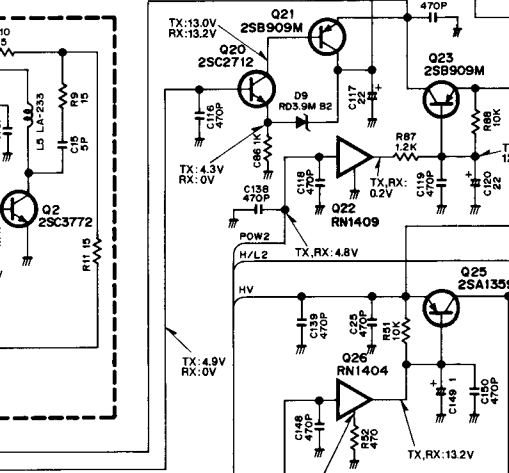 470P
Q21
2SB909M
TX:13.0V
RX:13.2V
Q20
2SC2712
Q23
2SB909M
D9
RD3.9M B2
L5 LA-233
R9
15
C15
5P
C116
470P
C86 1K
C117
22
R88
10K
R87
1.2K
TX:4.3V
RX:0V
C118
470P
TX,RX:
0.2V
C119
470P
C120
22
C138
470P
Q22
RN1409
Q2
2SC3772
R11 15
POW2
TX,RX:4.8V
H/L2
HV
Q25
2SA1359
C139
470P
C25
470P
R51
10K
TX:4.9V
RX:0V
Q26
RN1404
C149 1
C150
470P
C148
470P
R52
470
TX,RX:13.2V